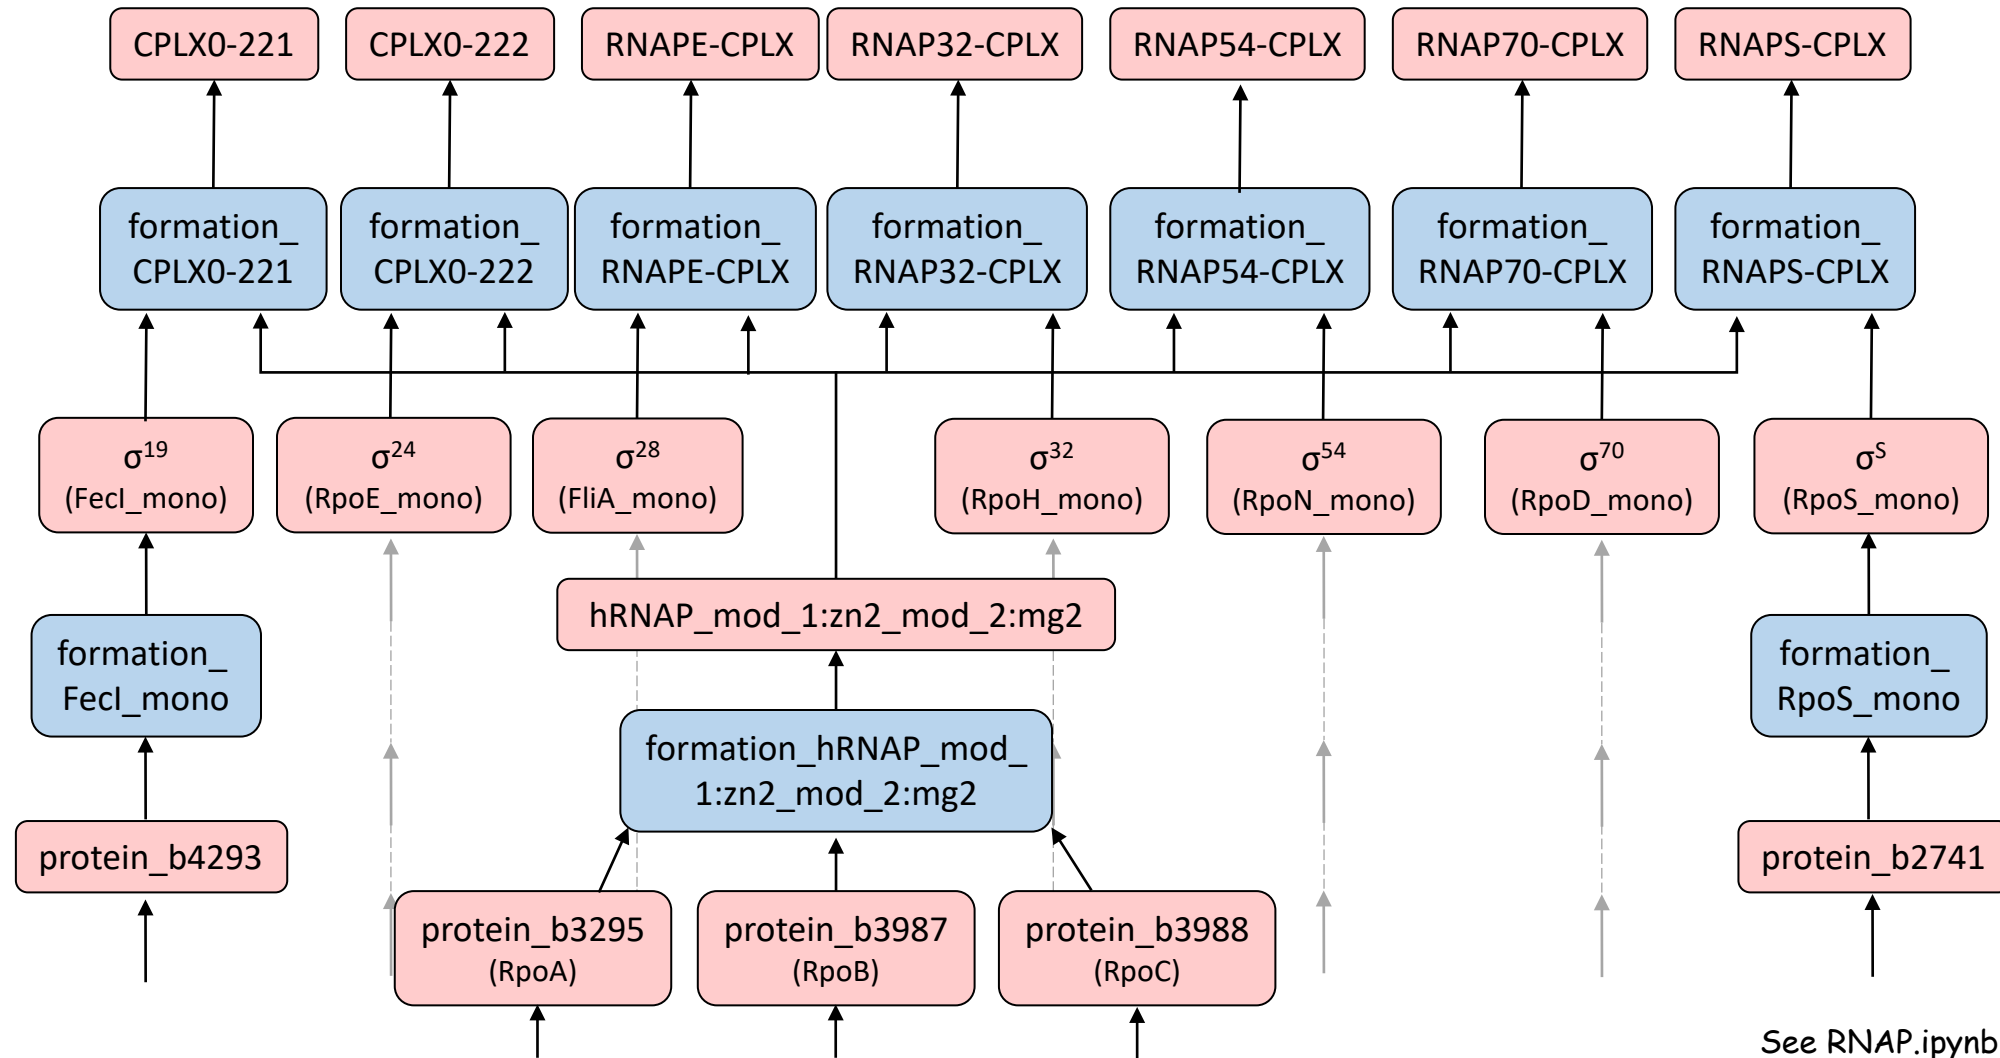 CPLX0-221
CPLX0-222
RNAPE-CPLX
RNAP32-CPLX
RNAP54-CPLX
RNAP70-CPLX
RNAPS-CPLX
formation_
CPLX0-221
formation_
CPLX0-222
formation_
RNAPE-CPLX
formation_
RNAP32-CPLX
formation_
RNAP54-CPLX
formation_
RNAP70-CPLX
formation_
RNAPS-CPLX
σ¹⁹
(FecI_mono)
σ²⁴
(RpoE_mono)
σ²⁸
(FliA_mono)
σ³²
(RpoH_mono)
σ⁵⁴
(RpoN_mono)
σ⁷⁰
(RpoD_mono)
σˢ
(RpoS_mono)
hRNAP_mod_1:zn2_mod_2:mg2
formation_
FecI_mono
formation_
RpoS_mono
formation_hRNAP_mod_
1:zn2_mod_2:mg2
protein_b4293
protein_b2741
protein_b3295
(RpoA)
protein_b3987
(RpoB)
protein_b3988
(RpoC)
See RNAP.ipynb